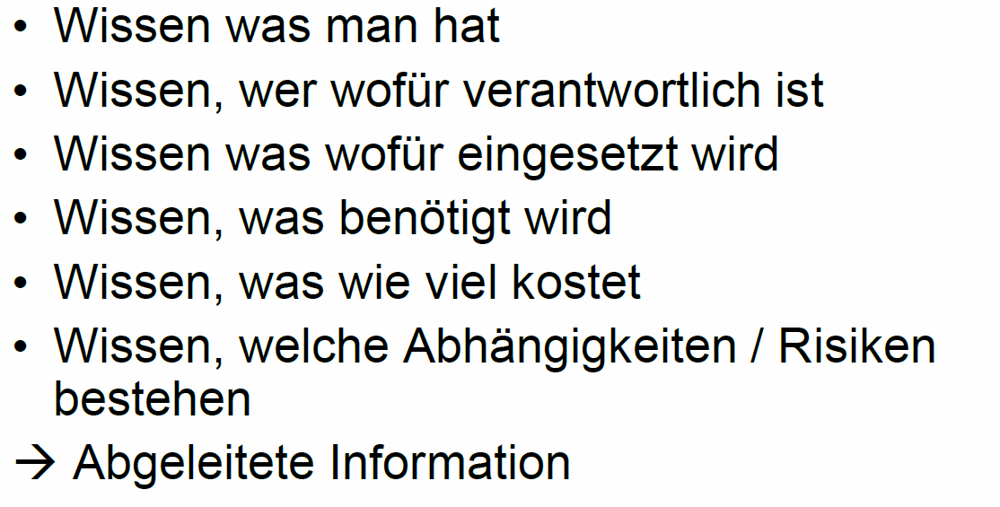 • Wissen was man hat
• Wissen, wer wofür verantwortlich ist
• Wissen was wofür eingesetzt wird
• Wissen, was benötigt wird
• Wissen, was wie viel kostet
• Wissen, welche Abhängigkeiten / Risiken
bestehen
→ Abgeleitete Information